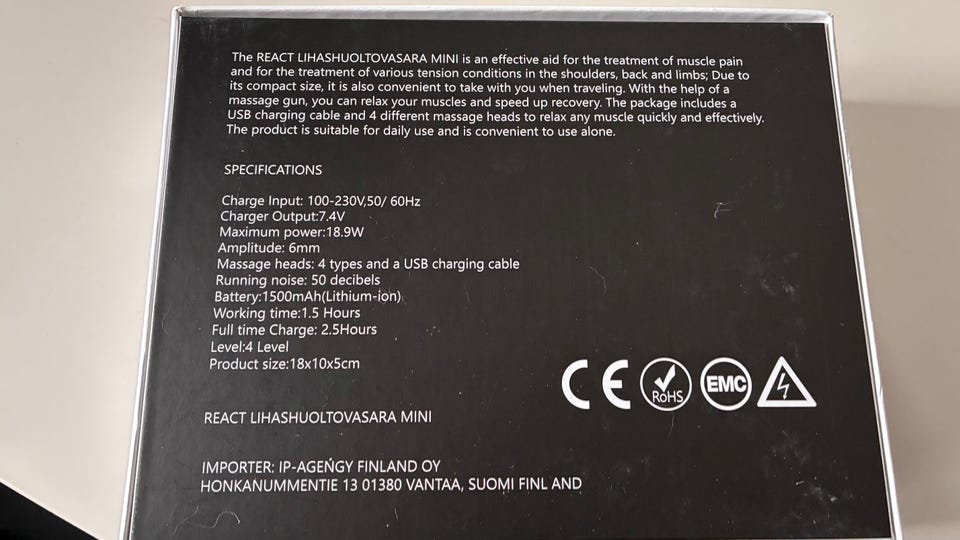 The REACT LIHASHUOLTOVASARA MINI is an effective aid for the treatment of muscle pain
and for the treatment of various tension conditions in the shoulders, back and limbs; Due to
its compact size, it is also convenient to take with you when traveling. With the help of a
massage gun, you can relax your muscles and speed up recovery. The package includes a
USB charging cable and 4 different massage heads to relax any muscle quickly and effectively.
The product is suitable for daily use and is convenient to use alone.
SPECIFICATIONS
Charge Input: 100-230V,50/ 60Hz
Charger Output:7.4V
Maximum power:18.9W
Amplitude: 6mm
Massage heads: 4 types and a USB charging cable
Running noise: 50 decibels
Battery:1500mAh(Lithium-ion)
Working time:1.5 Hours
Full time Charge: 2.5Hours
Level:4 Level
Product size:18x10x5cm
CE RoHS EMC
REACT LIHASHUOLTOVASARA MINI
IMPORTER: IP-AGEŃGY FINLAND OY
HONKANUMMENTIE 13 01380 VANTAA, SUOMI FINL AND